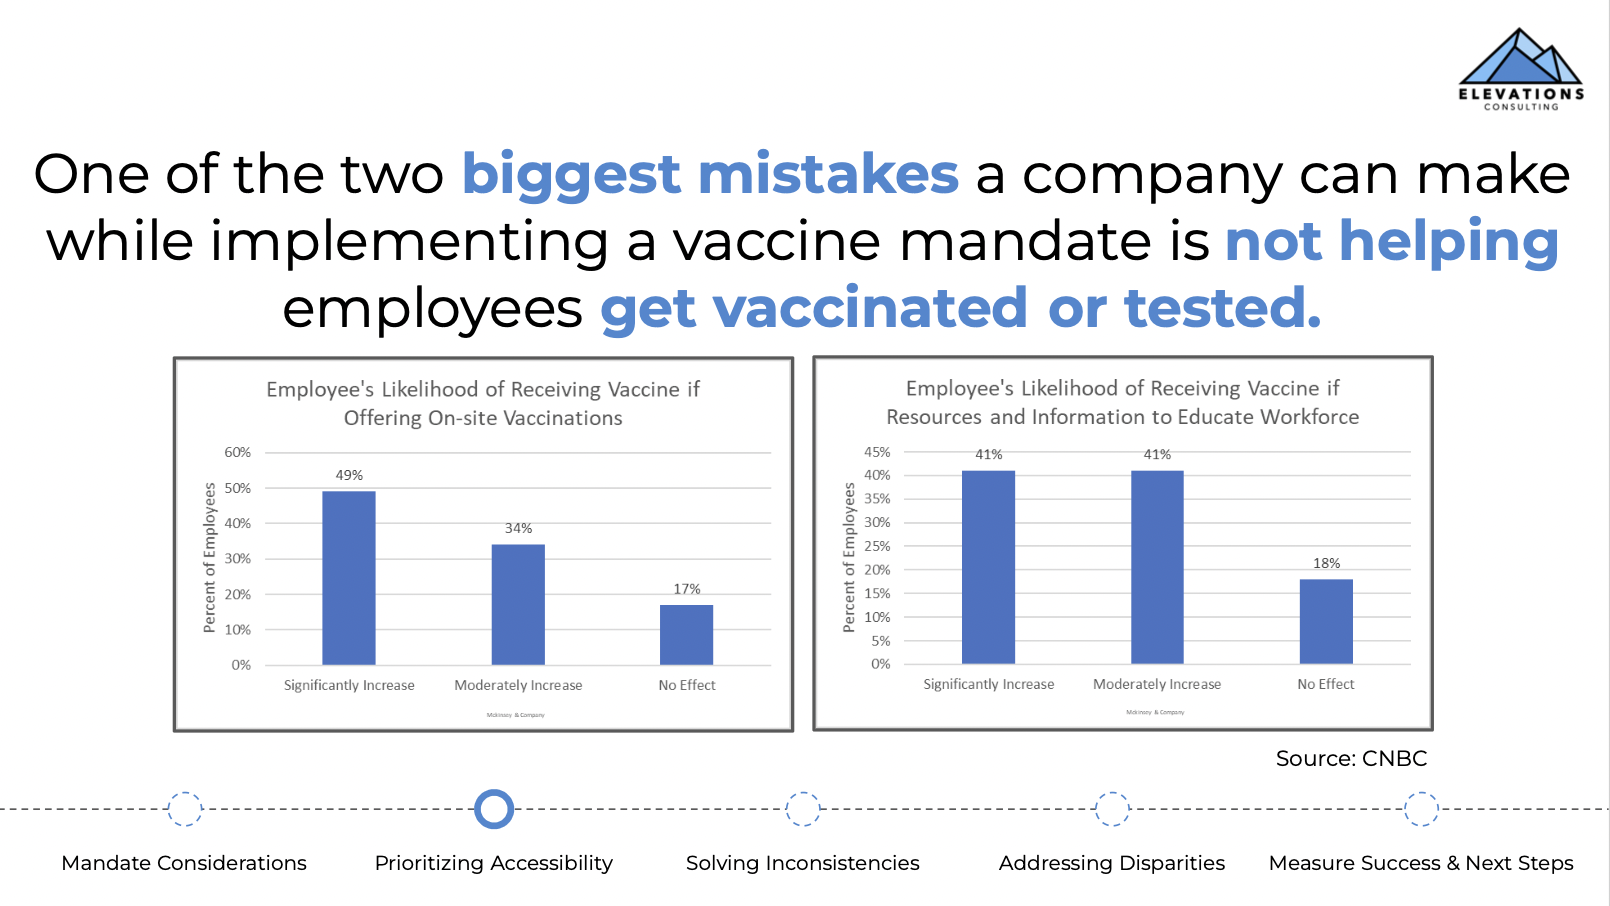 ELEVATIONS
CONSULTING
One of the two biggest mistakes a company can make
while implementing a vaccine mandate is not helping
employees get vaccinated or tested.
Employee's Likelihood of Receiving Vaccine if
Offering On-site Vaccinations
Percent of Employees
60%
50%
40%
30%
20%
10%
0%
49%
34%
17%
Significantly Increase
Moderately Increase
No Effect
Mckinsey & Company
Employee's Likelihood of Receiving Vaccine if
Resources and Information to Educate Workforce
Percent of Employees
45%
40%
35%
30%
25%
20%
15%
10%
5%
0%
41%
41%
18%
Significantly Increase
Moderately Increase
No Effect
Mckinsey & Company
Source: CNBC
Mandate Considerations
Prioritizing Accessibility
Solving Inconsistencies
Addressing Disparities
Measure Success & Next Steps